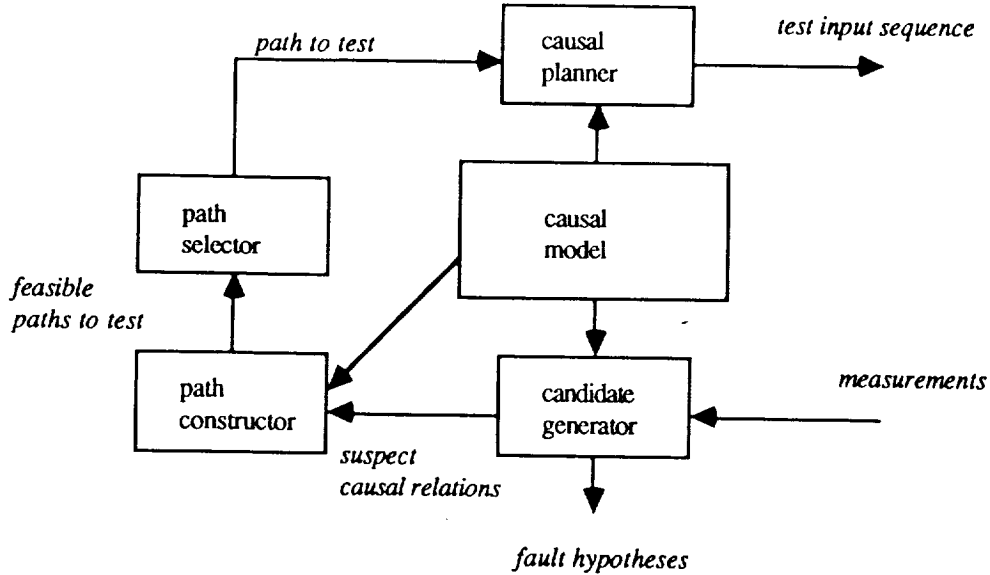 test input sequence
path to test
causal
planner
path
selector
causal
model
feasible
paths to test
path
constructor
candidate
generator
measurements
suspect
causal relations
fault hypotheses